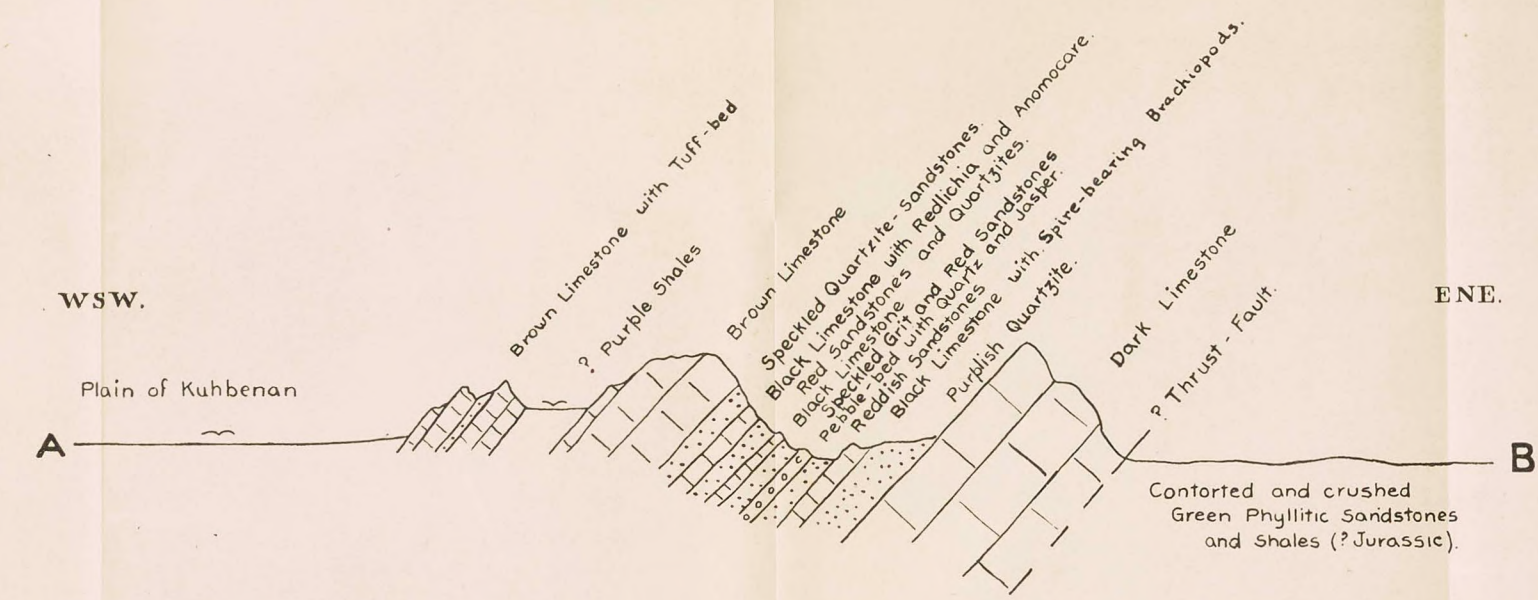 WSW.
ENE.
Plain of Kuhbenan
A
Brown Limestone with Tuff-bed
? Purple Shales
Brown Limestone
Speckled Quartzite-Sandstones.
Black Limestone with Redlichia and Anomocare.
Red Sandstones and Quartzites.
Black Limestone
Speckled Grit and Red Sandstones
Pebble-bed with Quartz and Jasper.
Reddish Sandstones
Black Limestone with Spire-bearing Brachiopods.
Purplish Quartzite.
Dark Limestone
? Thrust-Fault.
B
Contorted and crushed
Green Phyllitic Sandstones
and Shales (? Jurassic).